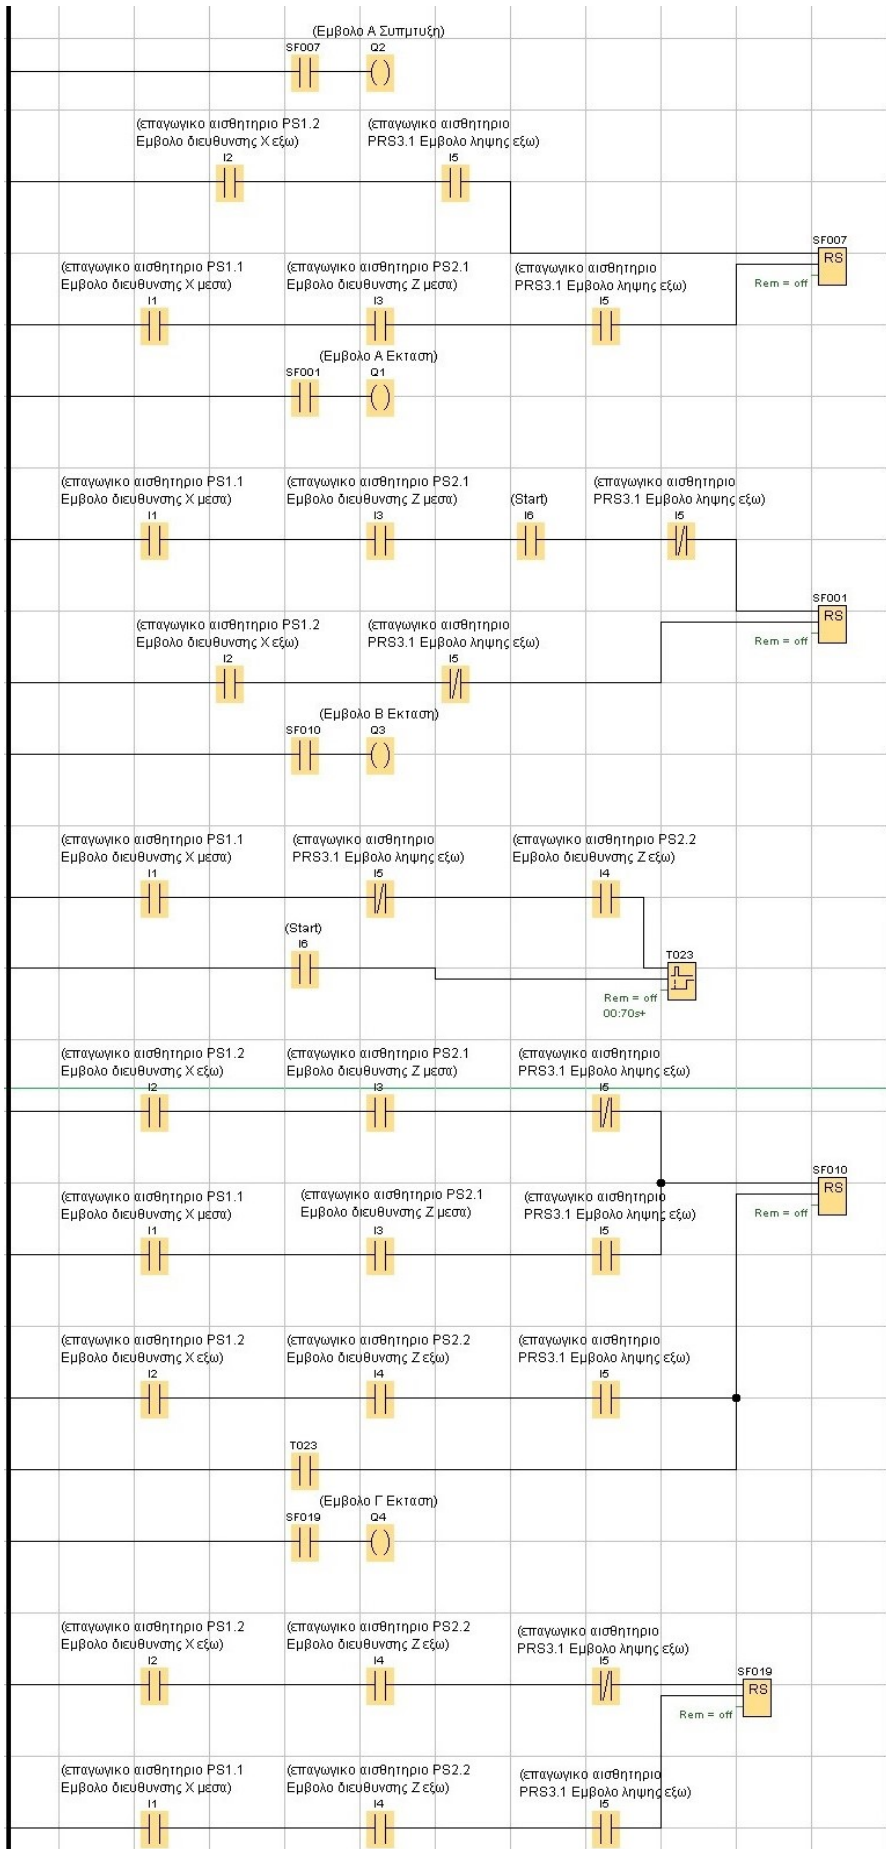 (Εμβολο Α Συπμτυξη)
SF007 Q2
(επαγωγικο αισθητηριο PS1.2 (επαγωγικο αισθητηριο
Εμβολο διευθυνσης Χ εξω) PRS3.1 Εμβολο ληψης εξω)
I2 I5
SF007
RS
Rem = off
(επαγωγικο αισθητηριο PS1.1 (επαγωγικο αισθητηριο PS2.1 (επαγωγικο αισθητηριο
Εμβολο διευθυνσης Χ μεσα) Εμβολο διευθυνσης Ζ μεσα) PRS3.1 Εμβολο ληψης εξω)
I1 I3 I5
(Εμβολο Α Εκταση)
SF001 Q1
(επαγωγικο αισθητηριο PS1.1 (επαγωγικο αισθητηριο PS2.1 (επαγωγικο αισθητηριο
Εμβολο διευθυνσης Χ μεσα) Εμβολο διευθυνσης Ζ μεσα) (Start) PRS3.1 Εμβολο ληψης εξω)
I1 I3 I6 I5
SF001
RS
Rem = off
(επαγωγικο αισθητηριο PS1.2 (επαγωγικο αισθητηριο
Εμβολο διευθυνσης Χ εξω) PRS3.1 Εμβολο ληψης εξω)
I2 I5
(Εμβολο Β Εκταση)
SF010 Q3
(επαγωγικο αισθητηριο PS1.1 (επαγωγικο αισθητηριο (επαγωγικο αισθητηριο PS2.2
Εμβολο διευθυνσης Χ μεσα) PRS3.1 Εμβολο ληψης εξω) Εμβολο διευθυνσης Ζ εξω)
I1 I5 I4
(Start)
I6
T023
Rem = off
00:70s+
(επαγωγικο αισθητηριο PS1.2 (επαγωγικο αισθητηριο PS2.1 (επαγωγικο αισθητηριο
Εμβολο διευθυνσης Χ εξω) Εμβολο διευθυνσης Ζ μεσα) PRS3.1 Εμβολο ληψης εξω)
I2 I3 I5
SF010
RS
Rem = off
(επαγωγικο αισθητηριο PS1.1 (επαγωγικο αισθητηριο PS2.1 (επαγωγικο αισθητηριο
Εμβολο διευθυνσης Χ μεσα) Εμβολο διευθυνσης Ζ μεσα) PRS3.1 Εμβολο ληψης εξω)
I1 I3 I5
(επαγωγικο αισθητηριο PS1.2 (επαγωγικο αισθητηριο PS2.2 (επαγωγικο αισθητηριο
Εμβολο διευθυνσης Χ εξω) Εμβολο διευθυνσης Ζ εξω) PRS3.1 Εμβολο ληψης εξω)
I2 I4 I5
T023
(Εμβολο Γ Εκταση)
SF019 Q4
(επαγωγικο αισθητηριο PS1.2 (επαγωγικο αισθητηριο PS2.2 (επαγωγικο αισθητηριο
Εμβολο διευθυνσης Χ εξω) Εμβολο διευθυνσης Ζ εξω) PRS3.1 Εμβολο ληψης εξω)
I2 I4 I5
SF019
RS
Rem = off
(επαγωγικο αισθητηριο PS1.1 (επαγωγικο αισθητηριο PS2.2 (επαγωγικο αισθητηριο
Εμβολο διευθυνσης Χ μεσα) Εμβολο διευθυνσης Ζ εξω) PRS3.1 Εμβολο ληψης εξω)
I1 I4 I5